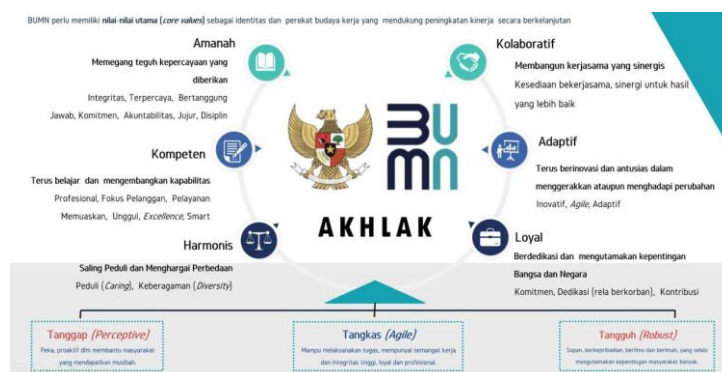 BUMN perlu memiliki nilai-nilai utama (core values) sebagai identitas dan perekat budaya kerja yang mendukung peningkatan kinerja secara berkelanjutan
Amanah
Memegang teguh kepercayaan yang
diberikan
Integritas, Terpercaya, Bertanggung
Jawab, Komitmen, Akuntabilitas, Jujur, Disiplin
Kompeten
Terus belajar dan mengembangkan kapabilitas
Profesional, Fokus Pelanggan, Pelayanan
Memuaskan, Unggul, Excellence, Smart
Harmonis
Saling Peduli dan Menghargai Perbedaan
Peduli (Caring), Keberagaman (Diversity)
BUMN
AKHLAK
Kolaboratif
Membangun kerjasama yang sinergis
Kesediaan bekerjasama, sinergi untuk hasil
yang lebih baik
Adaptif
Terus berinovasi dan antusias dalam
menggerakkan ataupun menghadapi perubahan
Inovatif, Agile, Adaptif
Loyal
Berdedikasi dan mengutamakan kepentingan
Bangsa dan Negara
Komitmen, Dedikasi (rela berkorban), Kontribusi
Tanggap (Perceptive)
Peka, proaktif dlm membantu masyarakat
yang mendapatkan musibah.
Tangkas (Agile)
Mampu melaksanakan tugas, mempunyai semangat kerja
dan integritas tinggi, loyal dan profesional.
Tangguh (Robust)
Sopan, berkepribadian, berilmu dan beriman, yang selalu
mengutamakan kepentingan masyarakat banyak.